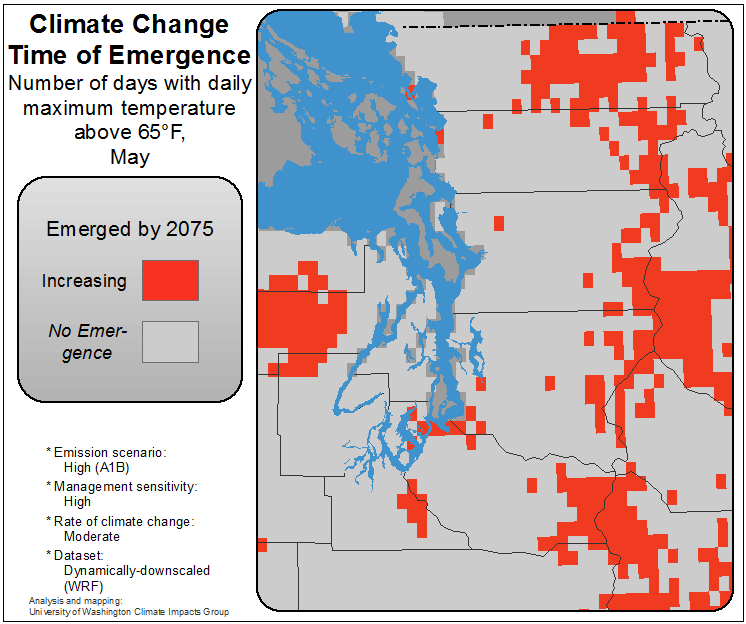 Climate Change
Time of Emergence
Number of days with daily
maximum temperature
above 65°F,
May
Emerged by 2075
Increasing
No Emer-
gence
* Emission scenario:
High (A1B)
* Management sensitivity:
High
* Rate of climate change:
Moderate
* Dataset:
Dynamically-downscaled
(WRF)
Analysis and mapping:
University of Washington Climate Impacts Group